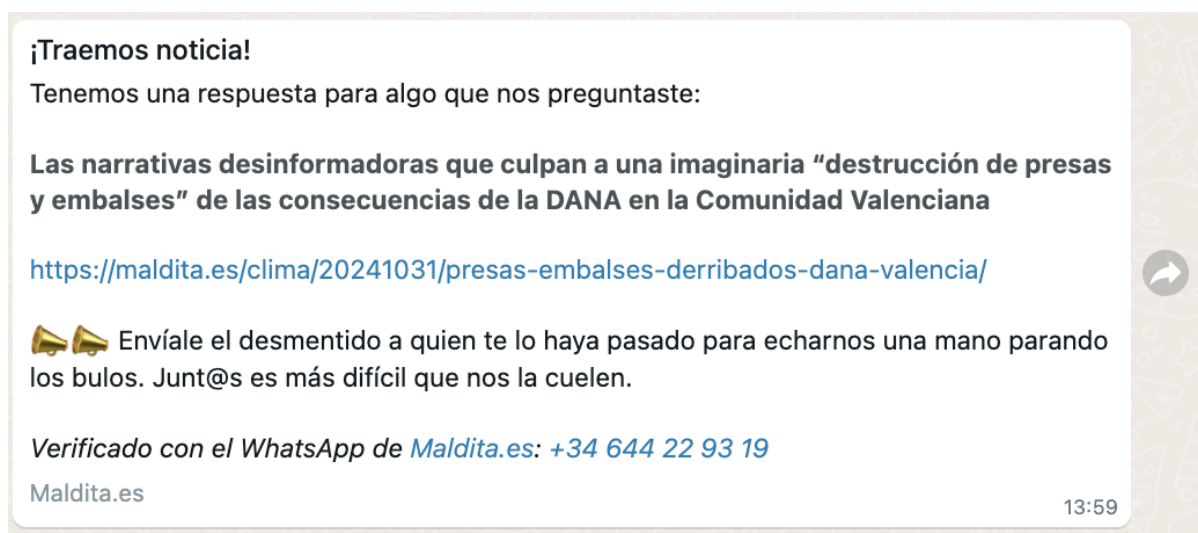 ¡Traemos noticia!
Tenemos una respuesta para algo que nos preguntaste:
Las narrativas desinformadoras que culpan a una imaginaria “destrucción de presas
y embalses” de las consecuencias de la DANA en la Comunidad Valenciana
https://maldita.es/clima/20241031/presas-embalses-derribados-dana-valencia/
📣📣 Envíale el desmentido a quien te lo haya pasado para echarnos una mano parando
los bulos. Junt@s es más difícil que nos la cuelen.
Verificado con el WhatsApp de Maldita.es: +34 644 22 93 19
Maldita.es
13:59